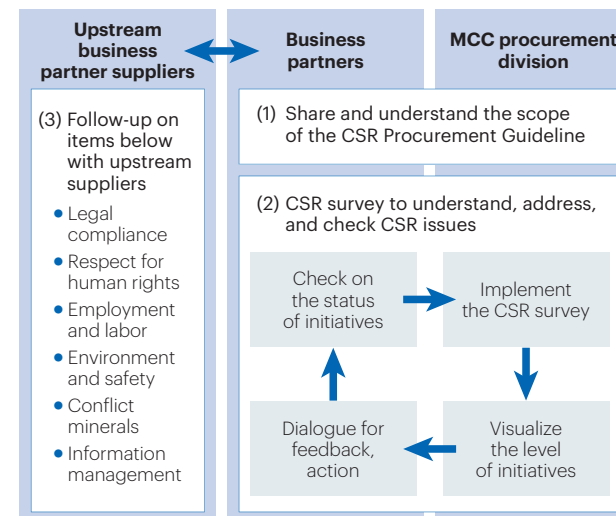 Upstream
business
partner suppliers
Business
partners
MCC procurement
division
(3) Follow-up on
items below
with upstream
suppliers
• Legal
compliance
• Respect for
human rights
• Employment
and labor
• Environment
and safety
• Conflict
minerals
• Information
management
(1) Share and understand the scope
of the CSR Procurement Guideline
(2) CSR survey to understand, address,
and check CSR issues
Check on
the status
of initiatives
Implement
the CSR survey
Dialogue for
feedback,
action
Visualize
the level
of initiatives